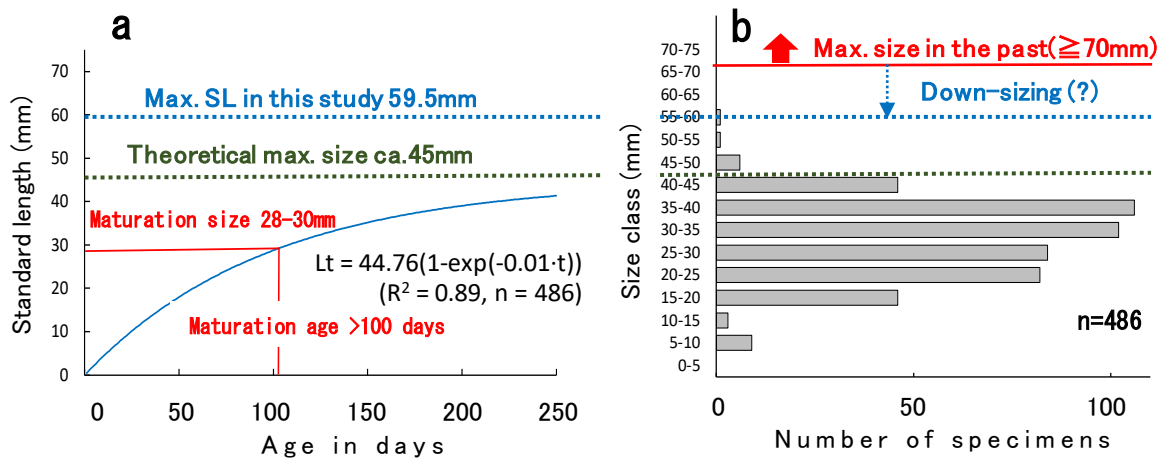 a
Standard length (mm)
70
60
50
40
30
20
10
0
Max. SL in this study 59.5mm
Theoretical max. size ca.45mm
Maturation size 28-30mm
Lt = 44.76(1-exp(-0.01·t))
(R² = 0.89, n = 486)
Maturation age >100 days
0 50 100 150 200 250
Age in days
b
Size class (mm)
70-75
65-70
60-65
55-60
50-55
45-50
40-45
35-40
30-35
25-30
20-25
15-20
10-15
5-10
0-5
Max. size in the past(≧70mm)
Down-sizing (?)
n=486
0 50 100
Number of specimens